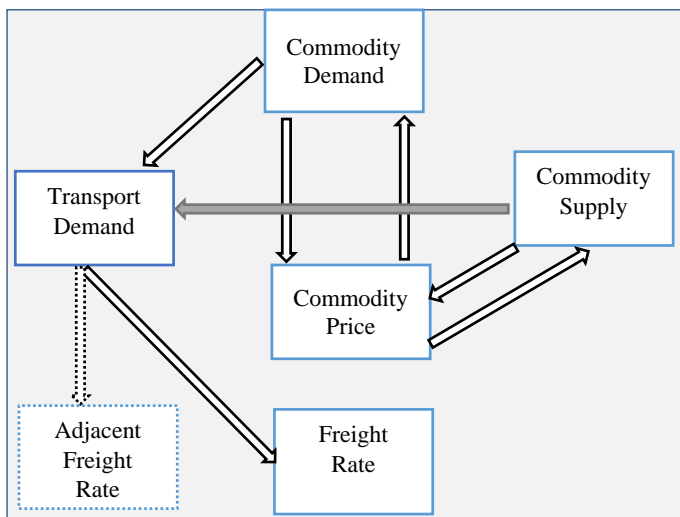 Commodity
Demand
Transport
Demand
Commodity
Supply
Commodity
Price
Adjacent
Freight
Rate
Freight
Rate